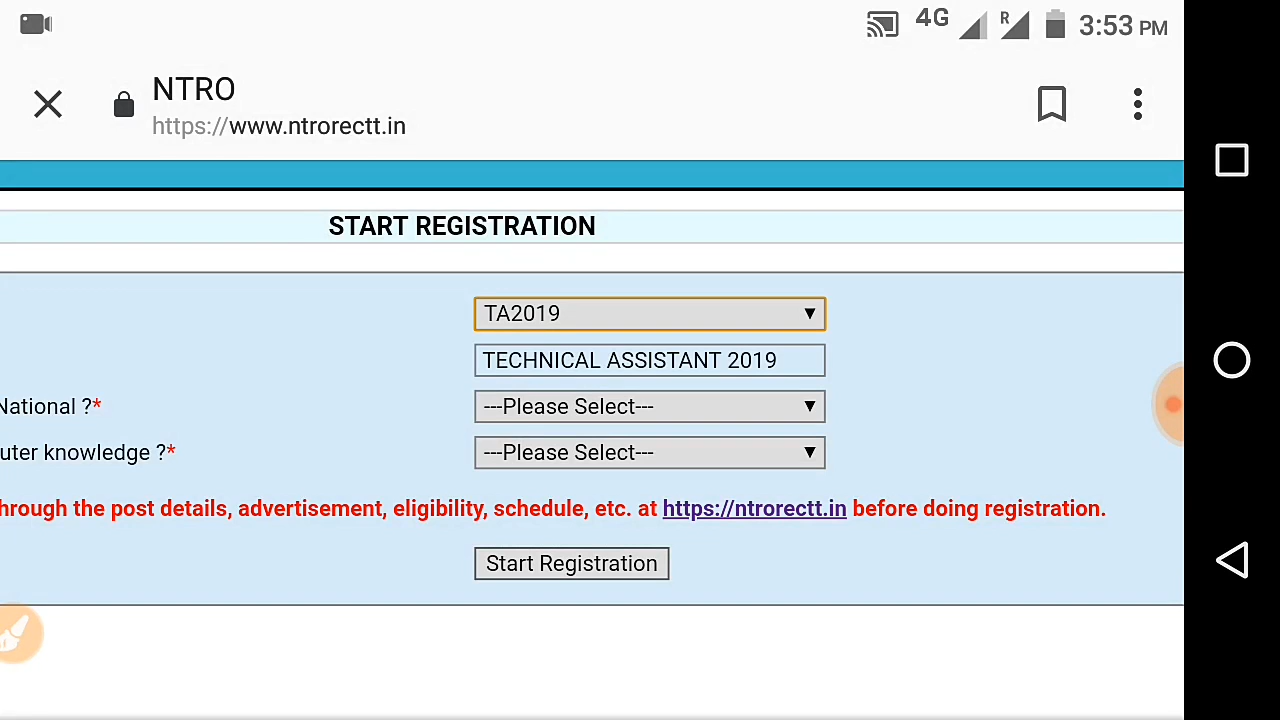 4G R 3:53 PM
NTRO
https://www.ntrorectt.in
START REGISTRATION
TA2019
TECHNICAL ASSISTANT 2019
National ?* ---Please Select---
uter knowledge ?* ---Please Select---
hrough the post details, advertisement, eligibility, schedule, etc. at https://ntrorectt.in before doing registration.
Start Registration